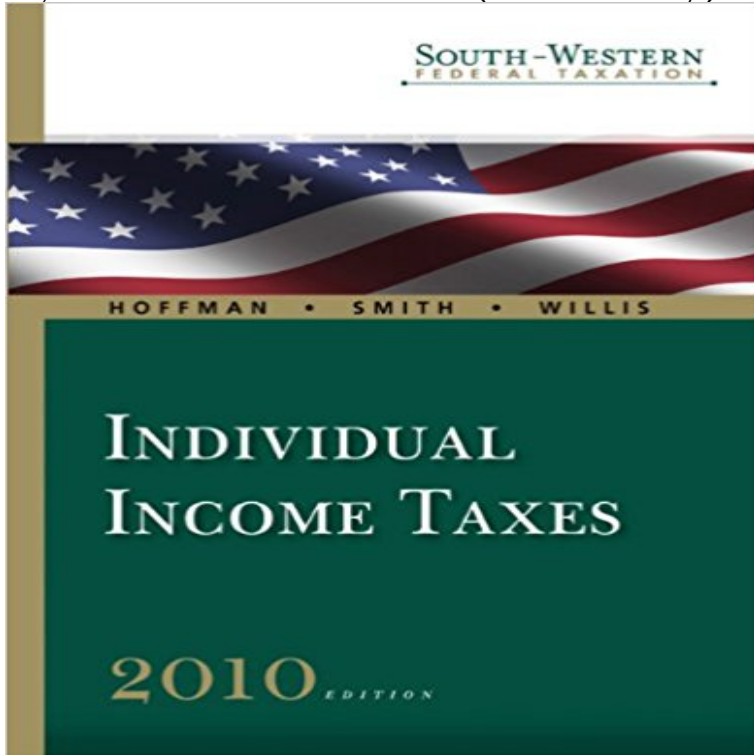 SOUTH-WESTERN
FEDERAL TAXATION
HOFFMAN • SMITH • WILLIS
INDIVIDUAL
INCOME TAXES
2010 EDITION